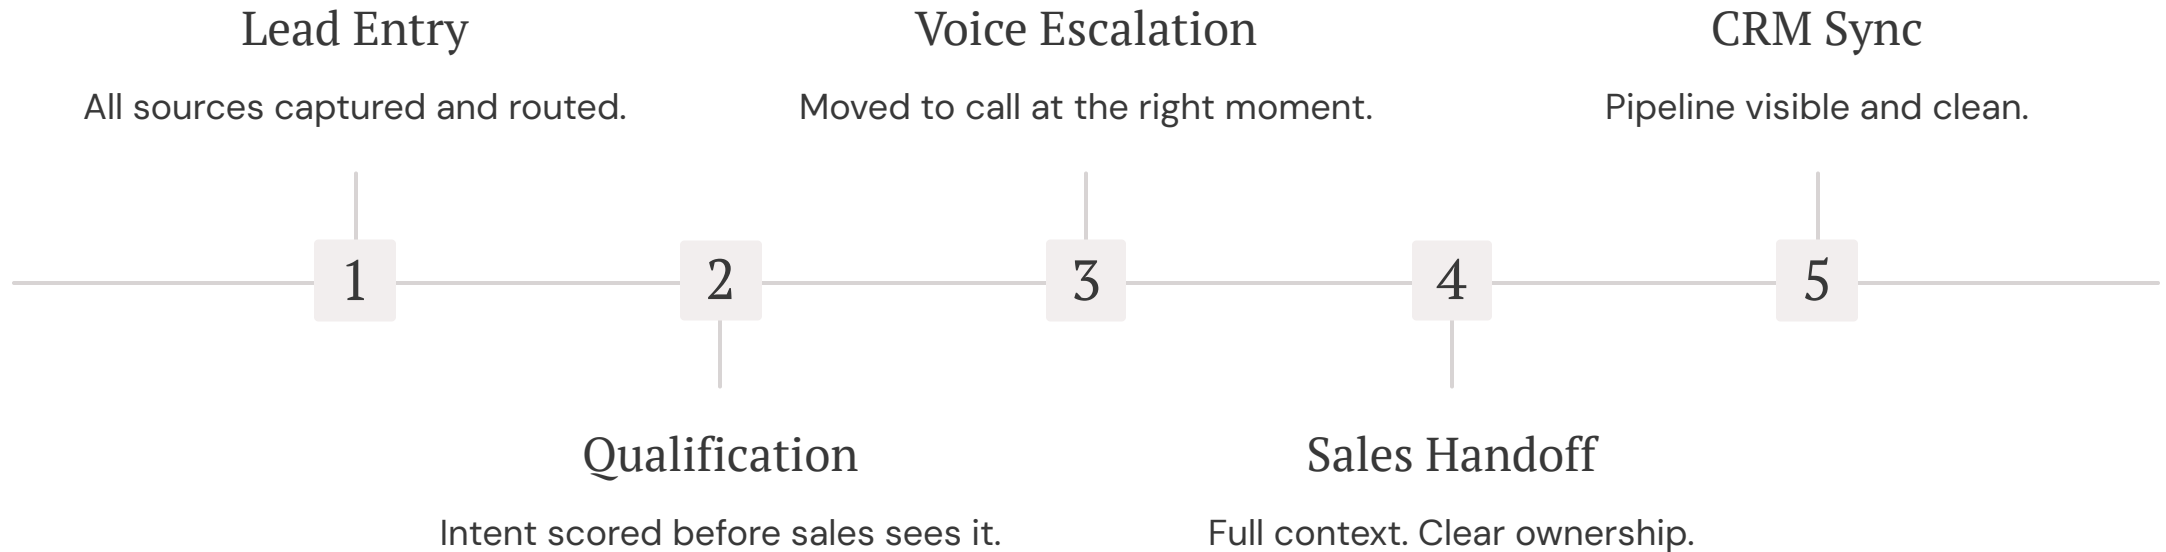 Lead Entry
All sources captured and routed.
Voice Escalation
Moved to call at the right moment.
CRM Sync
Pipeline visible and clean.
1
2
3
4
5
Qualification
Intent scored before sales sees it.
Sales Handoff
Full context. Clear ownership.